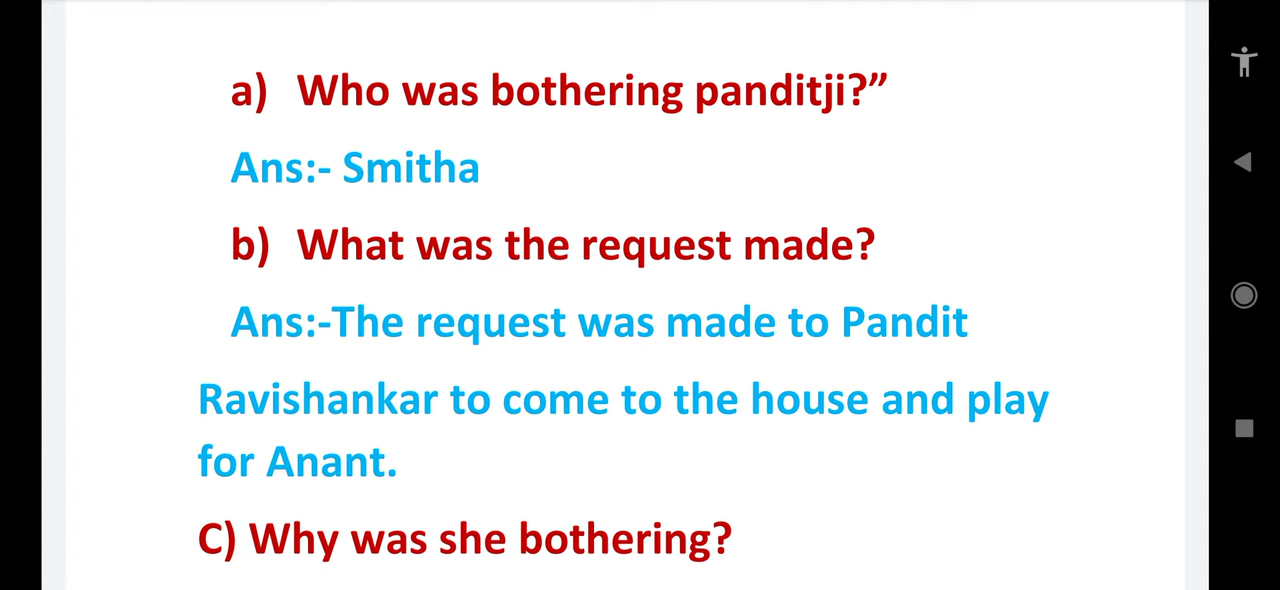 a) Who was bothering panditji?”
Ans:- Smitha
b) What was the request made?
Ans:-The request was made to Pandit
Ravishankar to come to the house and play
for Anant.
C) Why was she bothering?